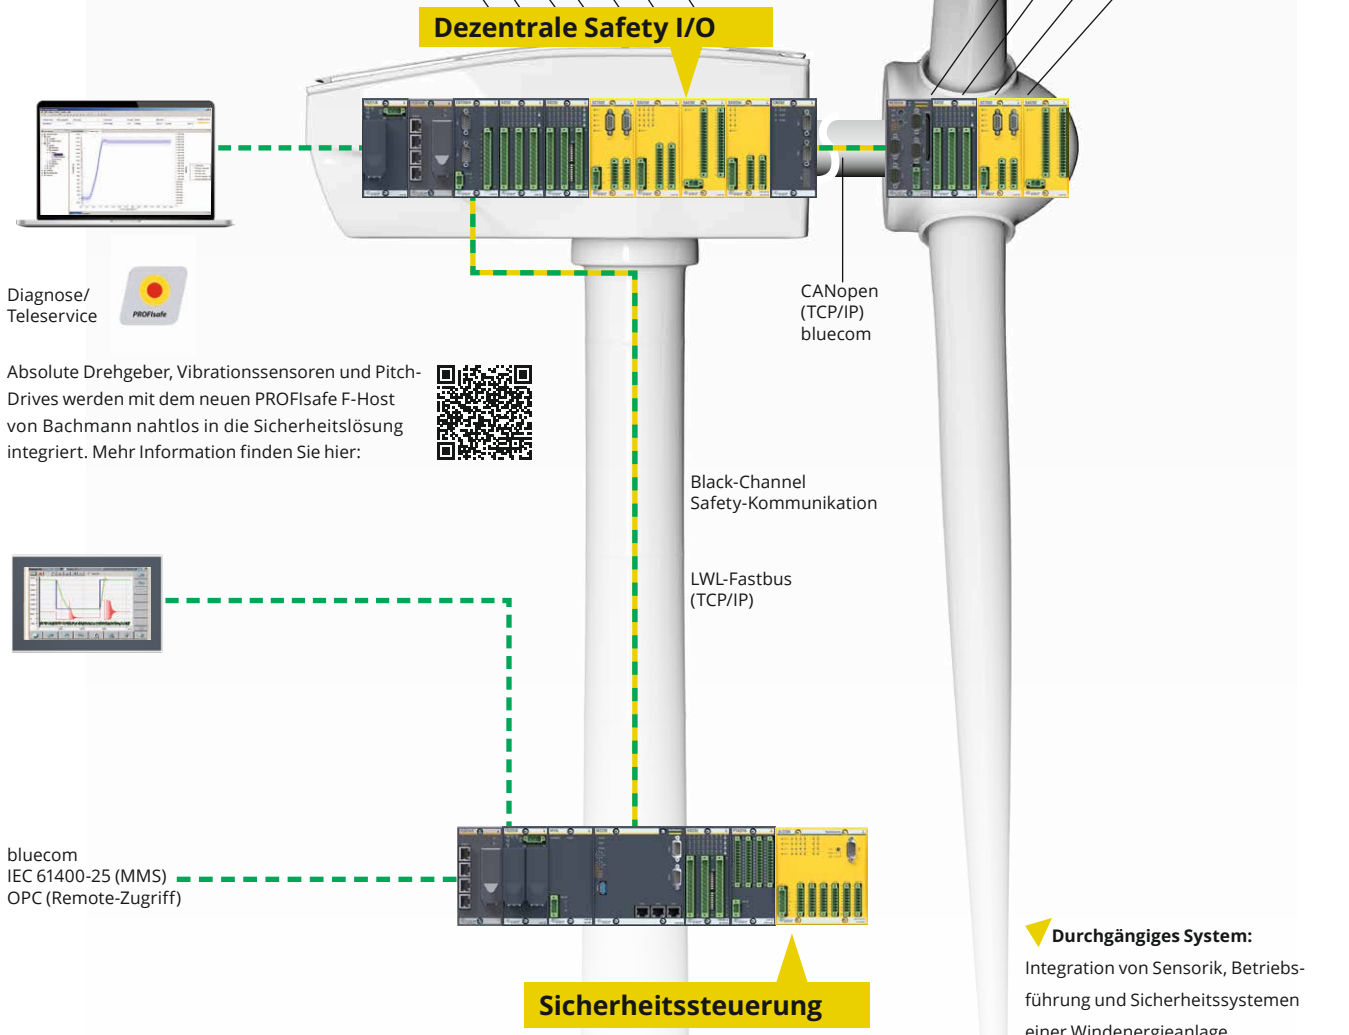 Dezentrale Safety I/O
Diagnose/
Teleservice
PROFIsafe
CANopen
(TCP/IP)
bluecom
Absolute Drehgeber, Vibrationssensoren und Pitch-
Drives werden mit dem neuen PROFIsafe F-Host
von Bachmann nahtlos in die Sicherheitslösung
integriert. Mehr Information finden Sie hier:
Black-Channel
Safety-Kommunikation
LWL-Fastbus
(TCP/IP)
bluecom
IEC 61400-25 (MMS)
OPC (Remote-Zugriff)
Sicherheitssteuerung
Durchgängiges System:
Integration von Sensorik, Betriebs-
führung und Sicherheitssystemen
einer Windenergieanlage